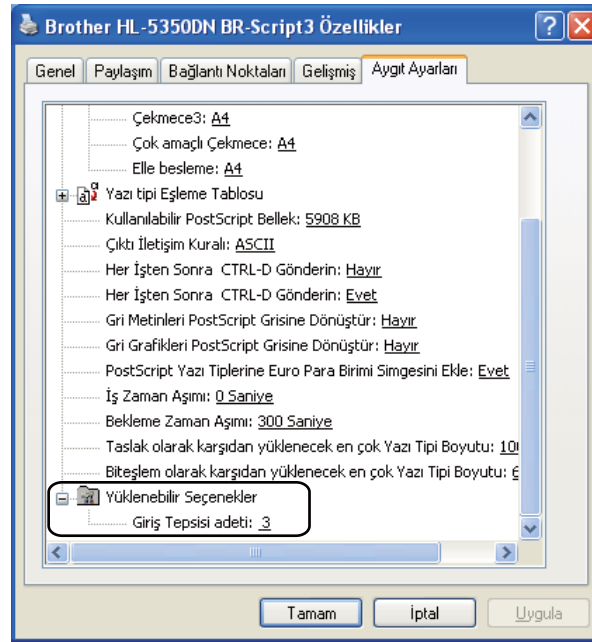 Brother HL-5350DN BR-Script3 Özellikler
Genel Paylaşım Bağlantı Noktaları Gelişmiş Aygıt Ayarları
Çekmece3: A4
Çok amaçlı Çekmece: A4
Elle besleme: A4
Yazı tipi Eşleme Tablosu
Kullanılabilir PostScript Bellek: 5908 KB
Çıktı İletişim Kuralı: ASCII
Her İşten Sonra CTRL-D Gönderin: Hayır
Her İşten Sonra CTRL-D Gönderin: Evet
Gri Metinleri PostScript Grisine Dönüştür: Hayır
Gri Grafikleri PostScript Grisine Dönüştür: Hayır
PostScript Yazı Tiplerine Euro Para Birimi Simgesini Ekle: Evet
İş Zaman Aşımı: 0 Saniye
Bekleme Zaman Aşımı: 300 Saniye
Taslak olarak karşıdan yüklenecek en çok Yazı Tipi Boyutu:
Biteşlem olarak karşıdan yüklenecek en çok Yazı Tipi Boyutu:
Yüklenebilir Seçenekler
Giriş Tepsisi adeti: 3
Tamam İptal Uygula